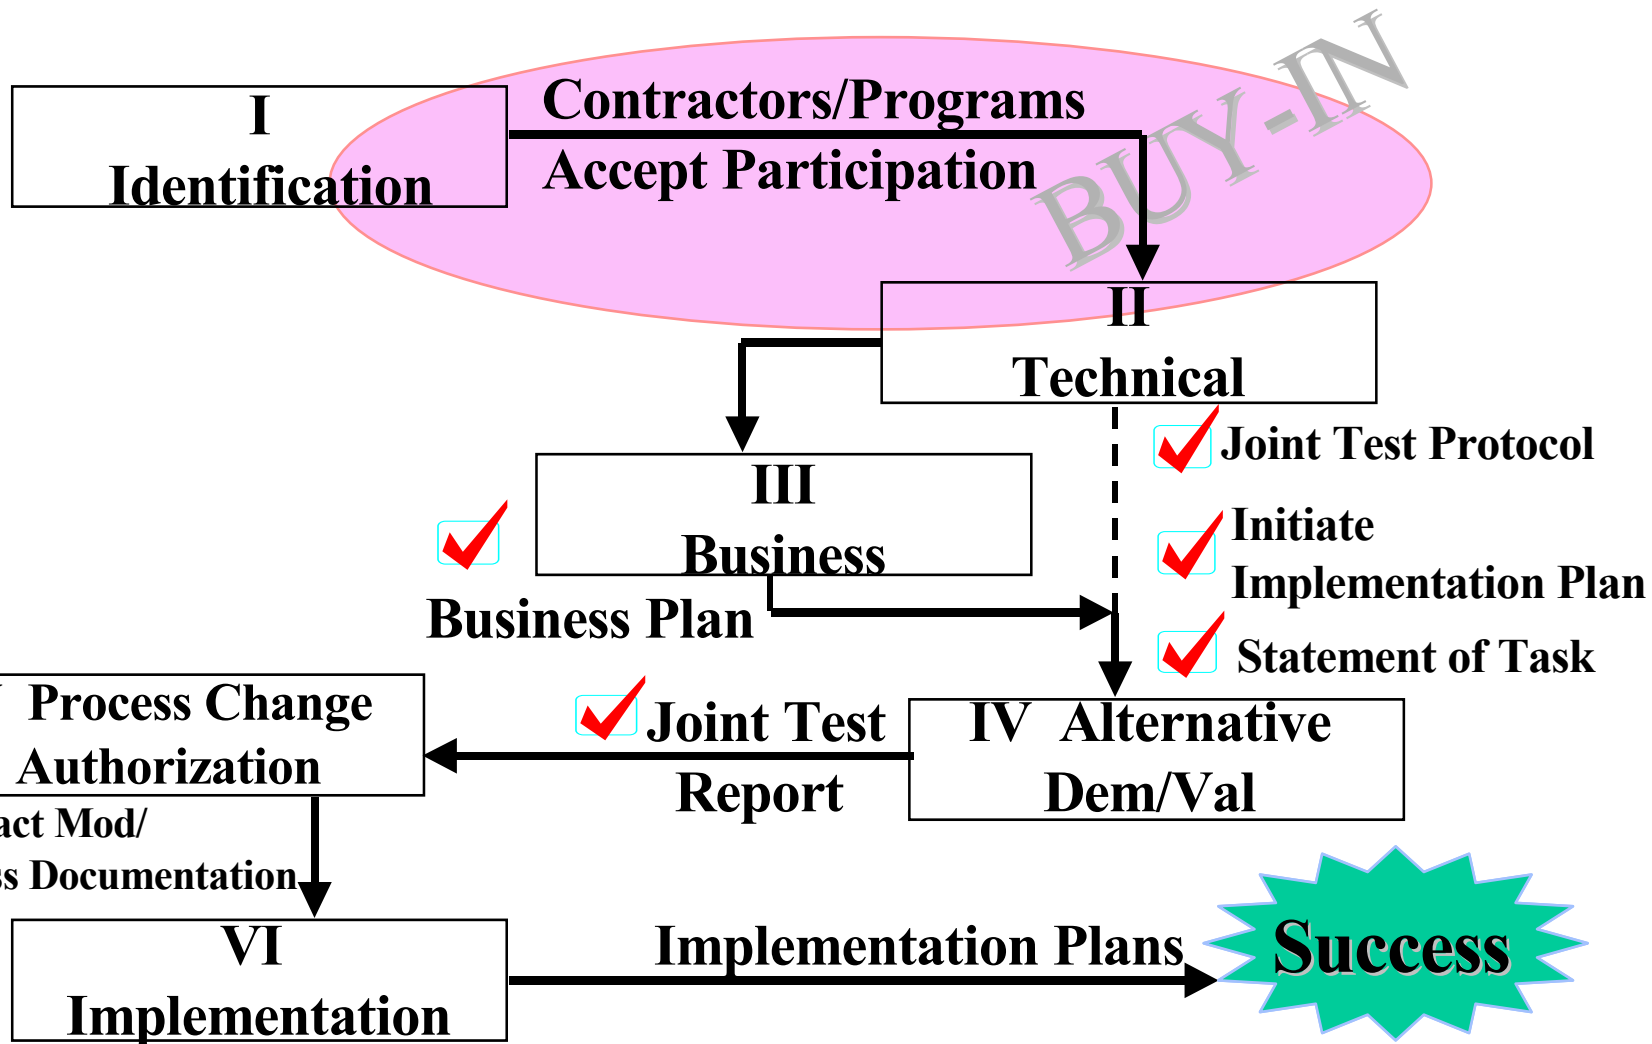 BUY-IN
I
Identification
Contractors/Programs
Accept Participation
II
Technical
Joint Test Protocol
III
Business
Initiate
Implementation Plan
Business Plan
Statement of Task
Process Change
Authorization
Joint Test
Report
IV Alternative
Dem/Val
Mod/
Documentation
VI
Implementation
Implementation Plans
Success